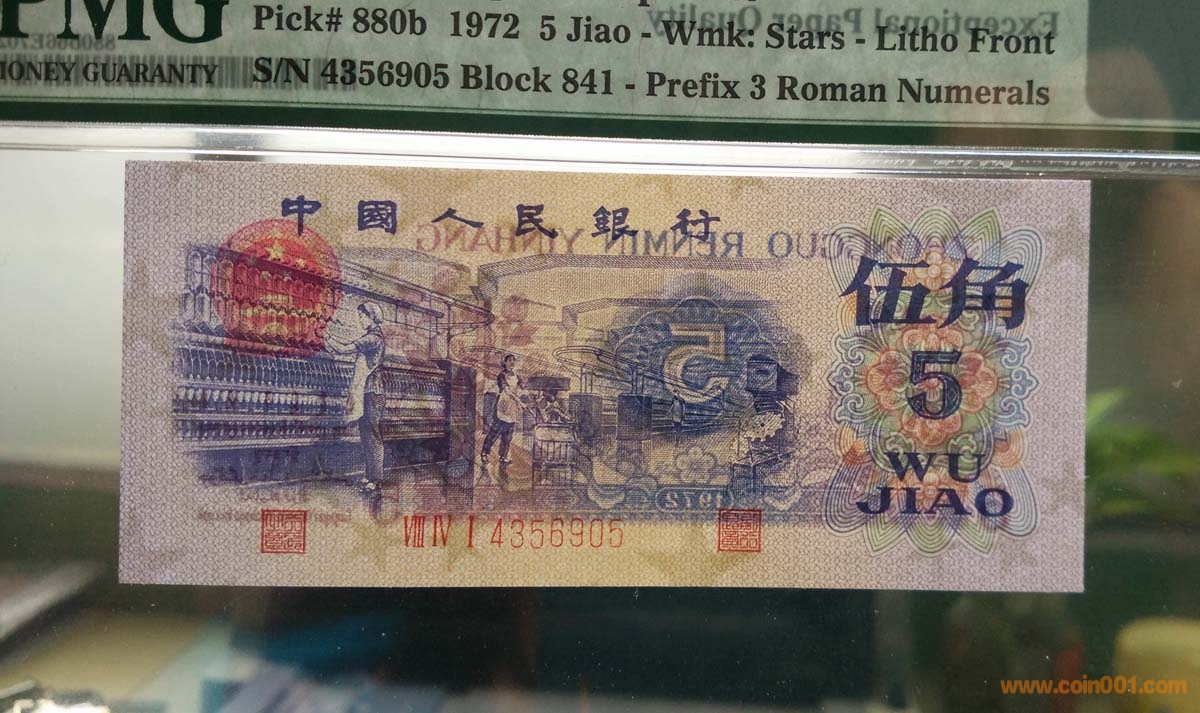 PMG
Pick# 880b 1972 5 Jiao - Wmk: Stars - Litho Front
MONEY GUARANTY
S/N 4356905 Block 841 - Prefix 3 Roman Numerals
Exceptional Paper Quality
中國人民銀行
GUO RENMIN YINHANG
伍角
5
5
WU
JIAO
1972
VIII IV I 4356905
www.coin001.com